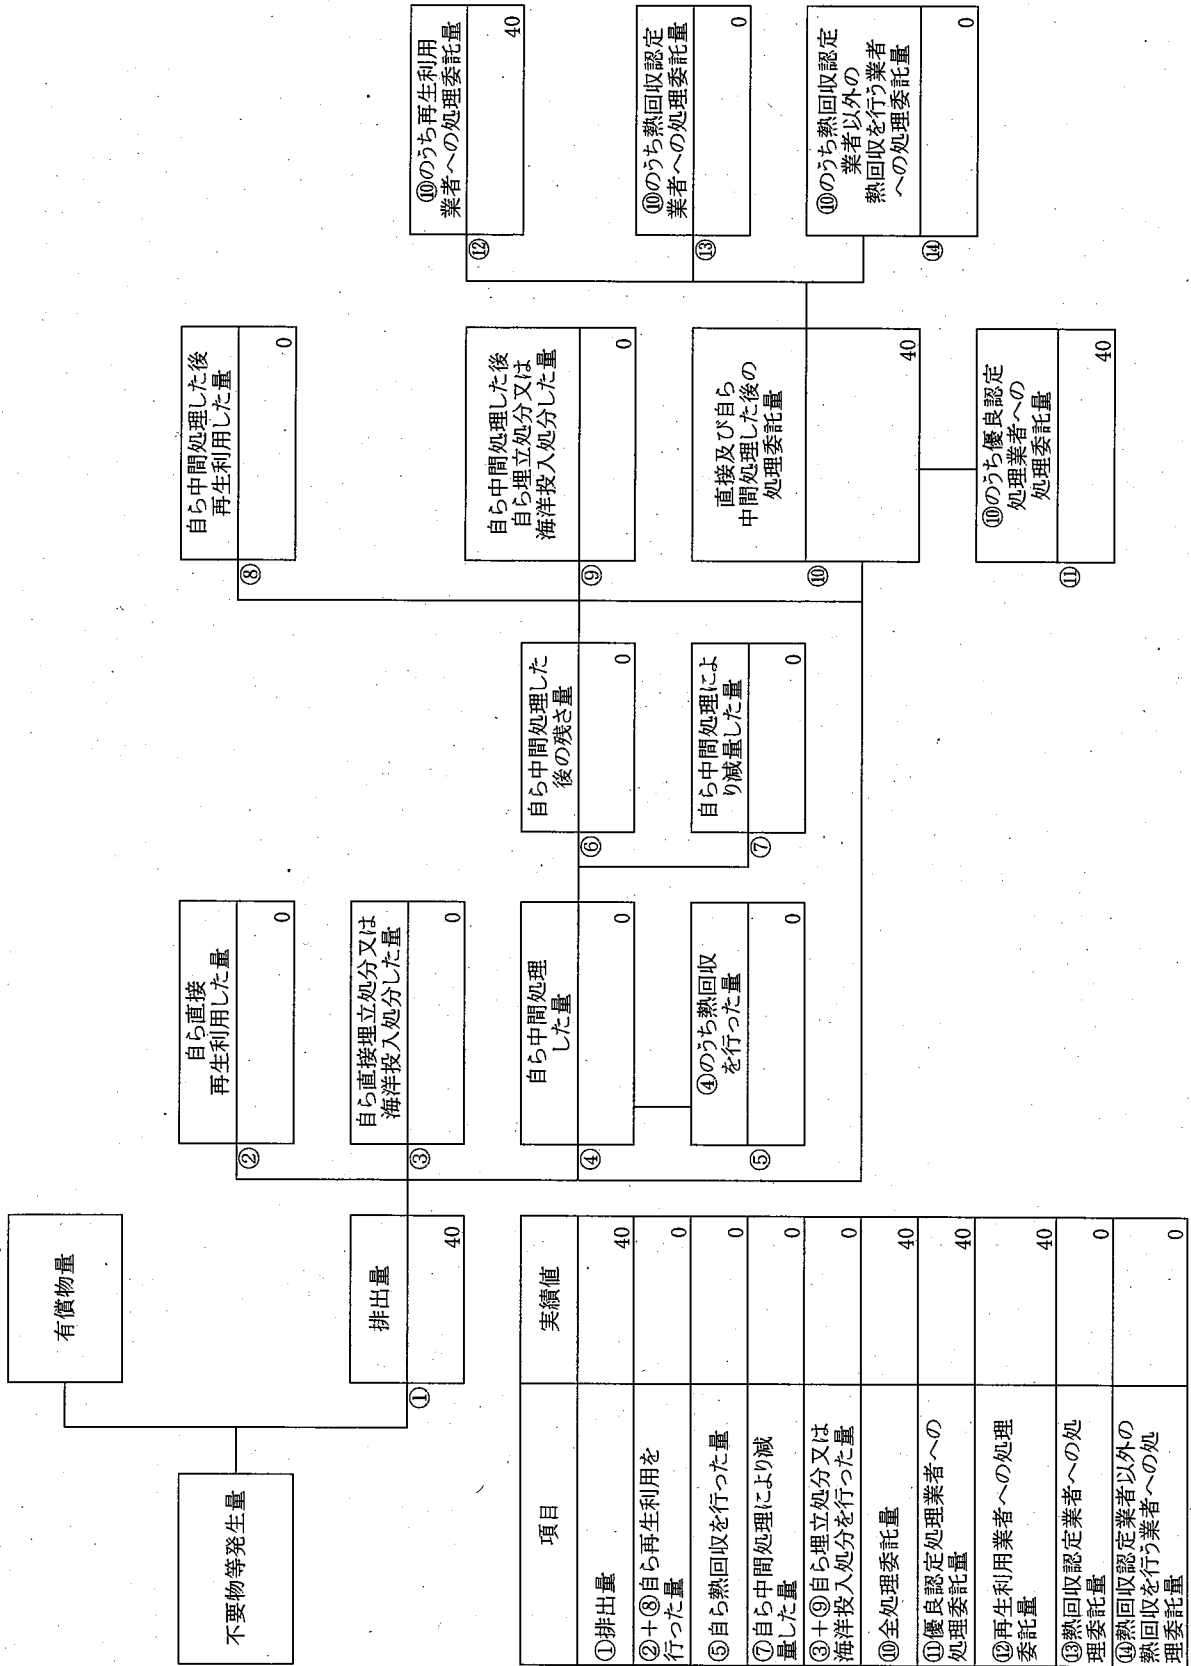 不要物等発生量
有償物量
排出量
①
40
自ら直接
再生利用した量
②
0
自ら直接埋立処分又は
海洋投入処分した量
③
0
自ら中間処理
した量
④
0
④のうち熱回収
を行った量
⑤
0
自ら中間処理した
後の残さ量
⑥
0
自ら中間処理によ
り減量した量
⑦
0
自ら中間処理した後
再生利用した量
⑧
0
自ら中間処理した後
自ら埋立処分又は
海洋投入処分した量
⑨
0
直接及び自ら
中間処理した後の
処理委託量
⑩
40
⑩のうち優良認定
処理業者への
処理委託量
⑪
40
⑩のうち再生利用
業者への処理委託量
⑫
40
⑩のうち熱回収認定
業者への処理委託量
⑬
0
⑩のうち熱回収認定
業者以外の
熱回収を行う業者
への処理委託量
⑭
0
項目 実績値
①排出量 40
②+⑧自ら再生利用を
行った量 0
⑤自ら熱回収を行った量 0
⑦自ら中間処理により減
量した量 0
③+⑨自ら埋立処分又は
海洋投入処分を行った量 0
⑩全処理委託量 40
⑪優良認定処理業者への
処理委託量 40
⑫再生利用業者への処理
委託量 40
⑬熱回収認定業者への処
理委託量 0
⑭熱回収認定業者以外の
熱回収を行う業者への処
理委託量 0